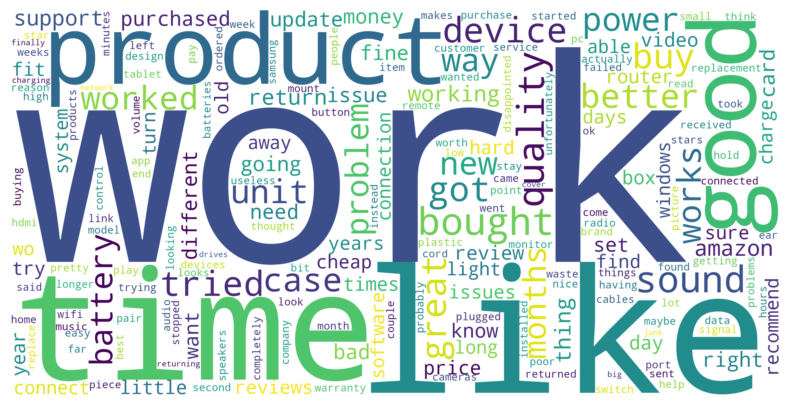 support
purchased
update
money
device
power
video
minutes
makes
purchase
started
pc
small
think
finally
star
weeks
left
design
pay
people
week
ordered
samsung
customer
service
able
actually
failed
replacement
product
fit
reason
high
charging
tablet
batteries
item
mount
button
fine
way
wanted
disappointed
unfortunately
buy
router
read
took
charge
card
good
worked
products
volume
network
old
return
issue
remote
working
better
days
ok
received
hold
system
app
end
turn
away
going
useless
thought
problem
connection
instead
worth
low
stay
came
point
cover
hard
quality
box
windows
stars
connected
works
picture
work
buying
hdmi
control
link
model
different
unit
need
drives
devices
new
got
went
bought
come
radio
brand
sure
ear
amazon
wo
looking
years
cheap
plastic
cord
monitor
set
find
found
getting
try
pretty
play
looks
bit
tried
case
times
review
light
waste
nice
things
having
cables
said
longer
trying
battery
look
great
issues
months
sound
lot
problems
hours
recommend
time
like
year
home
wifi
music
easy
far
replace
pair
best
audio
stopped
want
returning
month
couple
bad
software
probably
plugged
know
long
price
installed
thing
poor
day
maybe
data
signal
junk
port
sent
right
connect
piece
little
second
reviews
speakers
completely
company
warranty
cameras
returned
big
switch
help